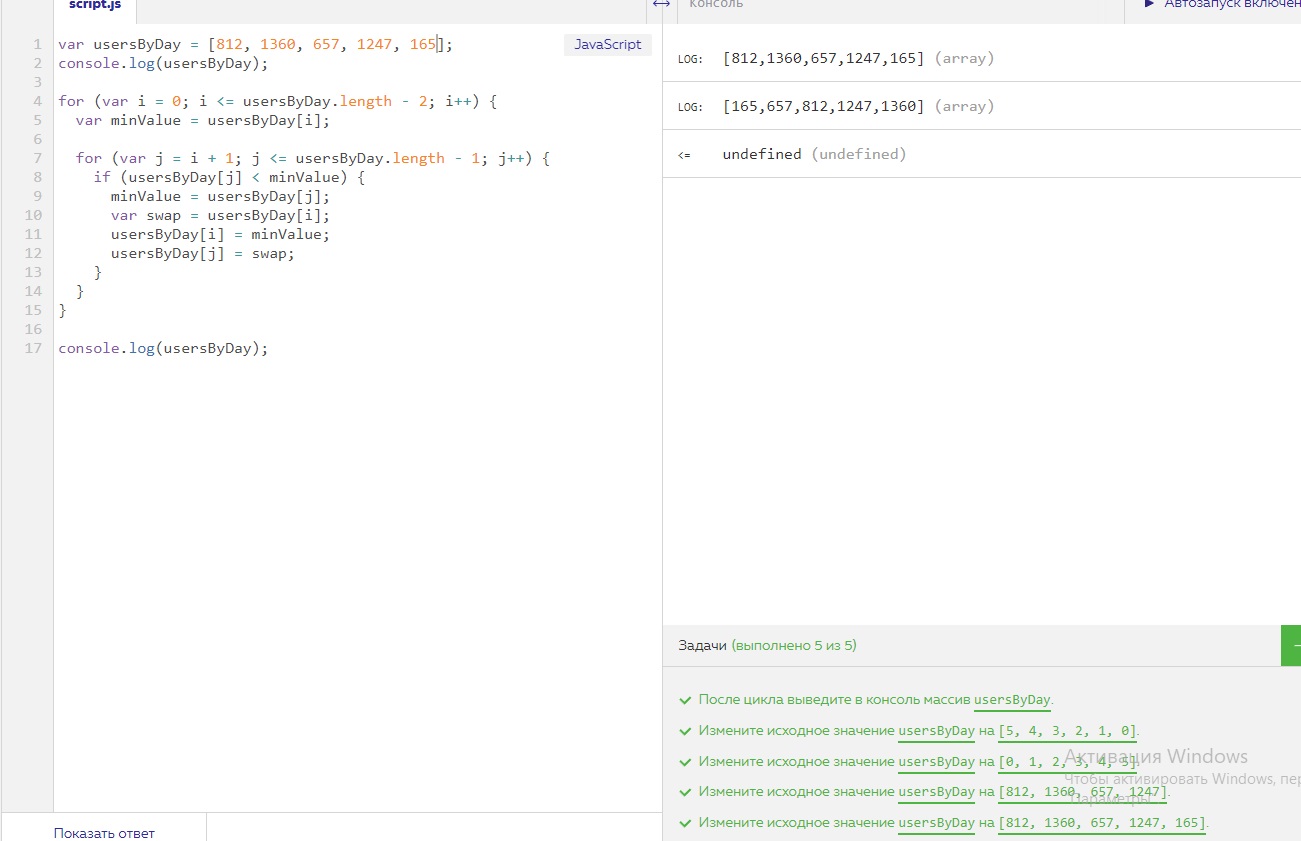 script.js
Консоль
Автозапуск включен
1 var usersByDay = [812, 1360, 657, 1247, 165];
JavaScript
2 console.log(usersByDay);
3
4 for (var i = 0; i <= usersByDay.length - 2; i++) {
5 var minValue = usersByDay[i];
6
7 for (var j = i + 1; j <= usersByDay.length - 1; j++) {
8 if (usersByDay[j] < minValue) {
9 minValue = usersByDay[j];
10 var swap = usersByDay[i];
11 usersByDay[i] = minValue;
12 usersByDay[j] = swap;
13 }
14 }
15 }
16
17 console.log(usersByDay);
Показать ответ
LOG: [812,1360,657,1247,165] (array)
LOG: [165,657,812,1247,1360] (array)
<= undefined (undefined)
Задачи (выполнено 5 из 5)
После цикла выведите в консоль массив usersByDay.
Измените исходное значение usersByDay на [5, 4, 3, 2, 1, 0].
Измените исходное значение usersByDay на [0, 1, 2, 3, 4, 5].
Измените исходное значение usersByDay на [812, 1360, 657, 1247].
Измените исходное значение usersByDay на [812, 1360, 657, 1247, 165].
Активация Windows
Чтобы активировать Windows, пер
"Параметры".